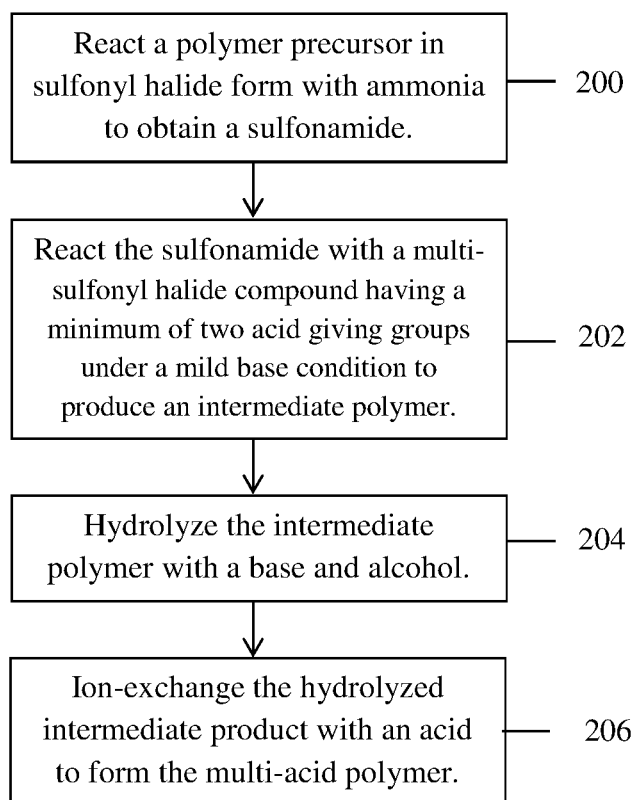 React a polymer precursor in
sulfonyl halide form with ammonia
to obtain a sulfonamide.
200
React the sulfonamide with a multi-
sulfonyl halide compound having a
minimum of two acid giving groups
under a mild base condition to
produce an intermediate polymer.
202
Hydrolyze the intermediate
polymer with a base and alcohol.
204
Ion-exchange the hydrolyzed
intermediate product with an acid
to form the multi-acid polymer.
206